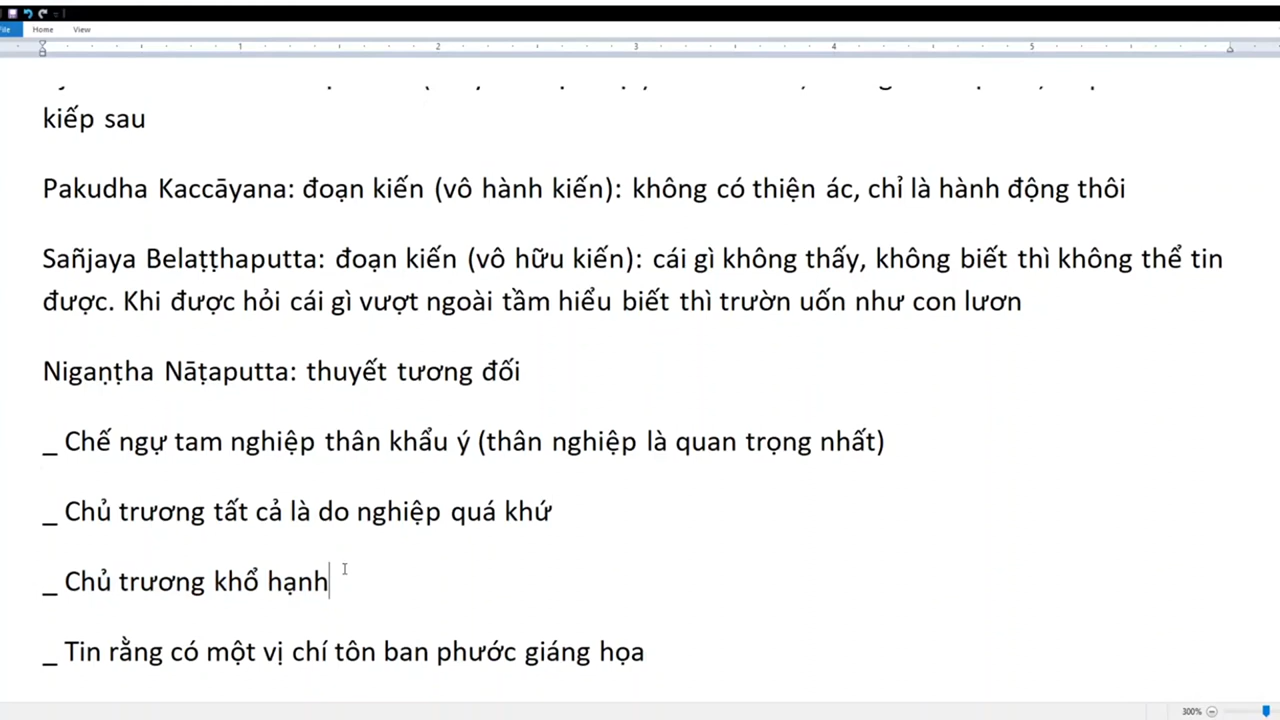 File Home View
1 2 3 4 5
kiếp sau
Pakudha Kaccāyana: đoạn kiến (vô hành kiến): không có thiện ác, chỉ là hành động thôi
Sañjaya Belaṭṭhaputta: đoạn kiến (vô hữu kiến): cái gì không thấy, không biết thì không thể tin
được. Khi được hỏi cái gì vượt ngoài tầm hiểu biết thì trườn uốn như con lươn
Nigaṇṭha Nāṭaputta: thuyết tương đối
_ Chế ngự tam nghiệp thân khẩu ý (thân nghiệp là quan trọng nhất)
_ Chủ trương tất cả là do nghiệp quá khứ
_ Chủ trương khổ hạnh
_ Tin rằng có một vị chí tôn ban phước giáng họa
300%